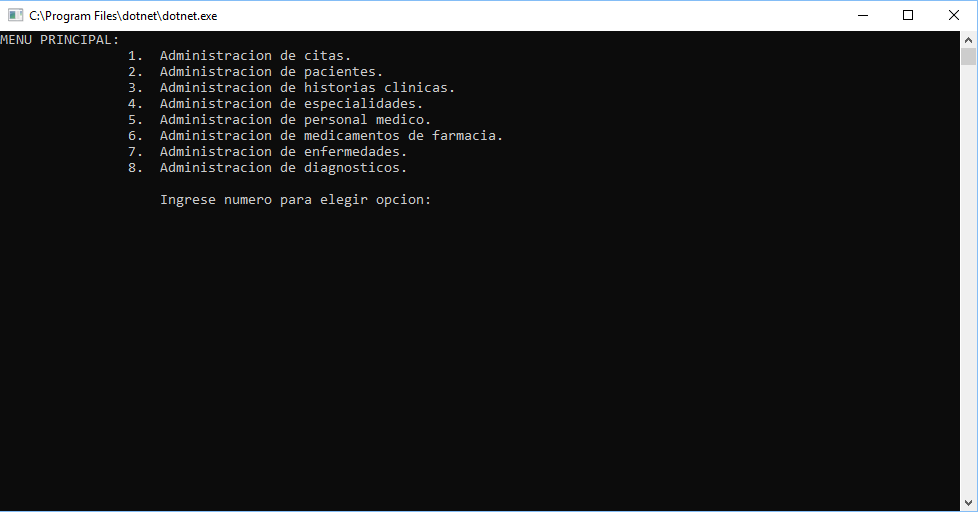 C:\Program Files\dotnet\dotnet.exe
MENU PRINCIPAL:
1. Administracion de citas.
2. Administracion de pacientes.
3. Administracion de historias clinicas.
4. Administracion de especialidades.
5. Administracion de personal medico.
6. Administracion de medicamentos de farmacia.
7. Administracion de enfermedades.
8. Administracion de diagnosticos.
Ingrese numero para elegir opcion: